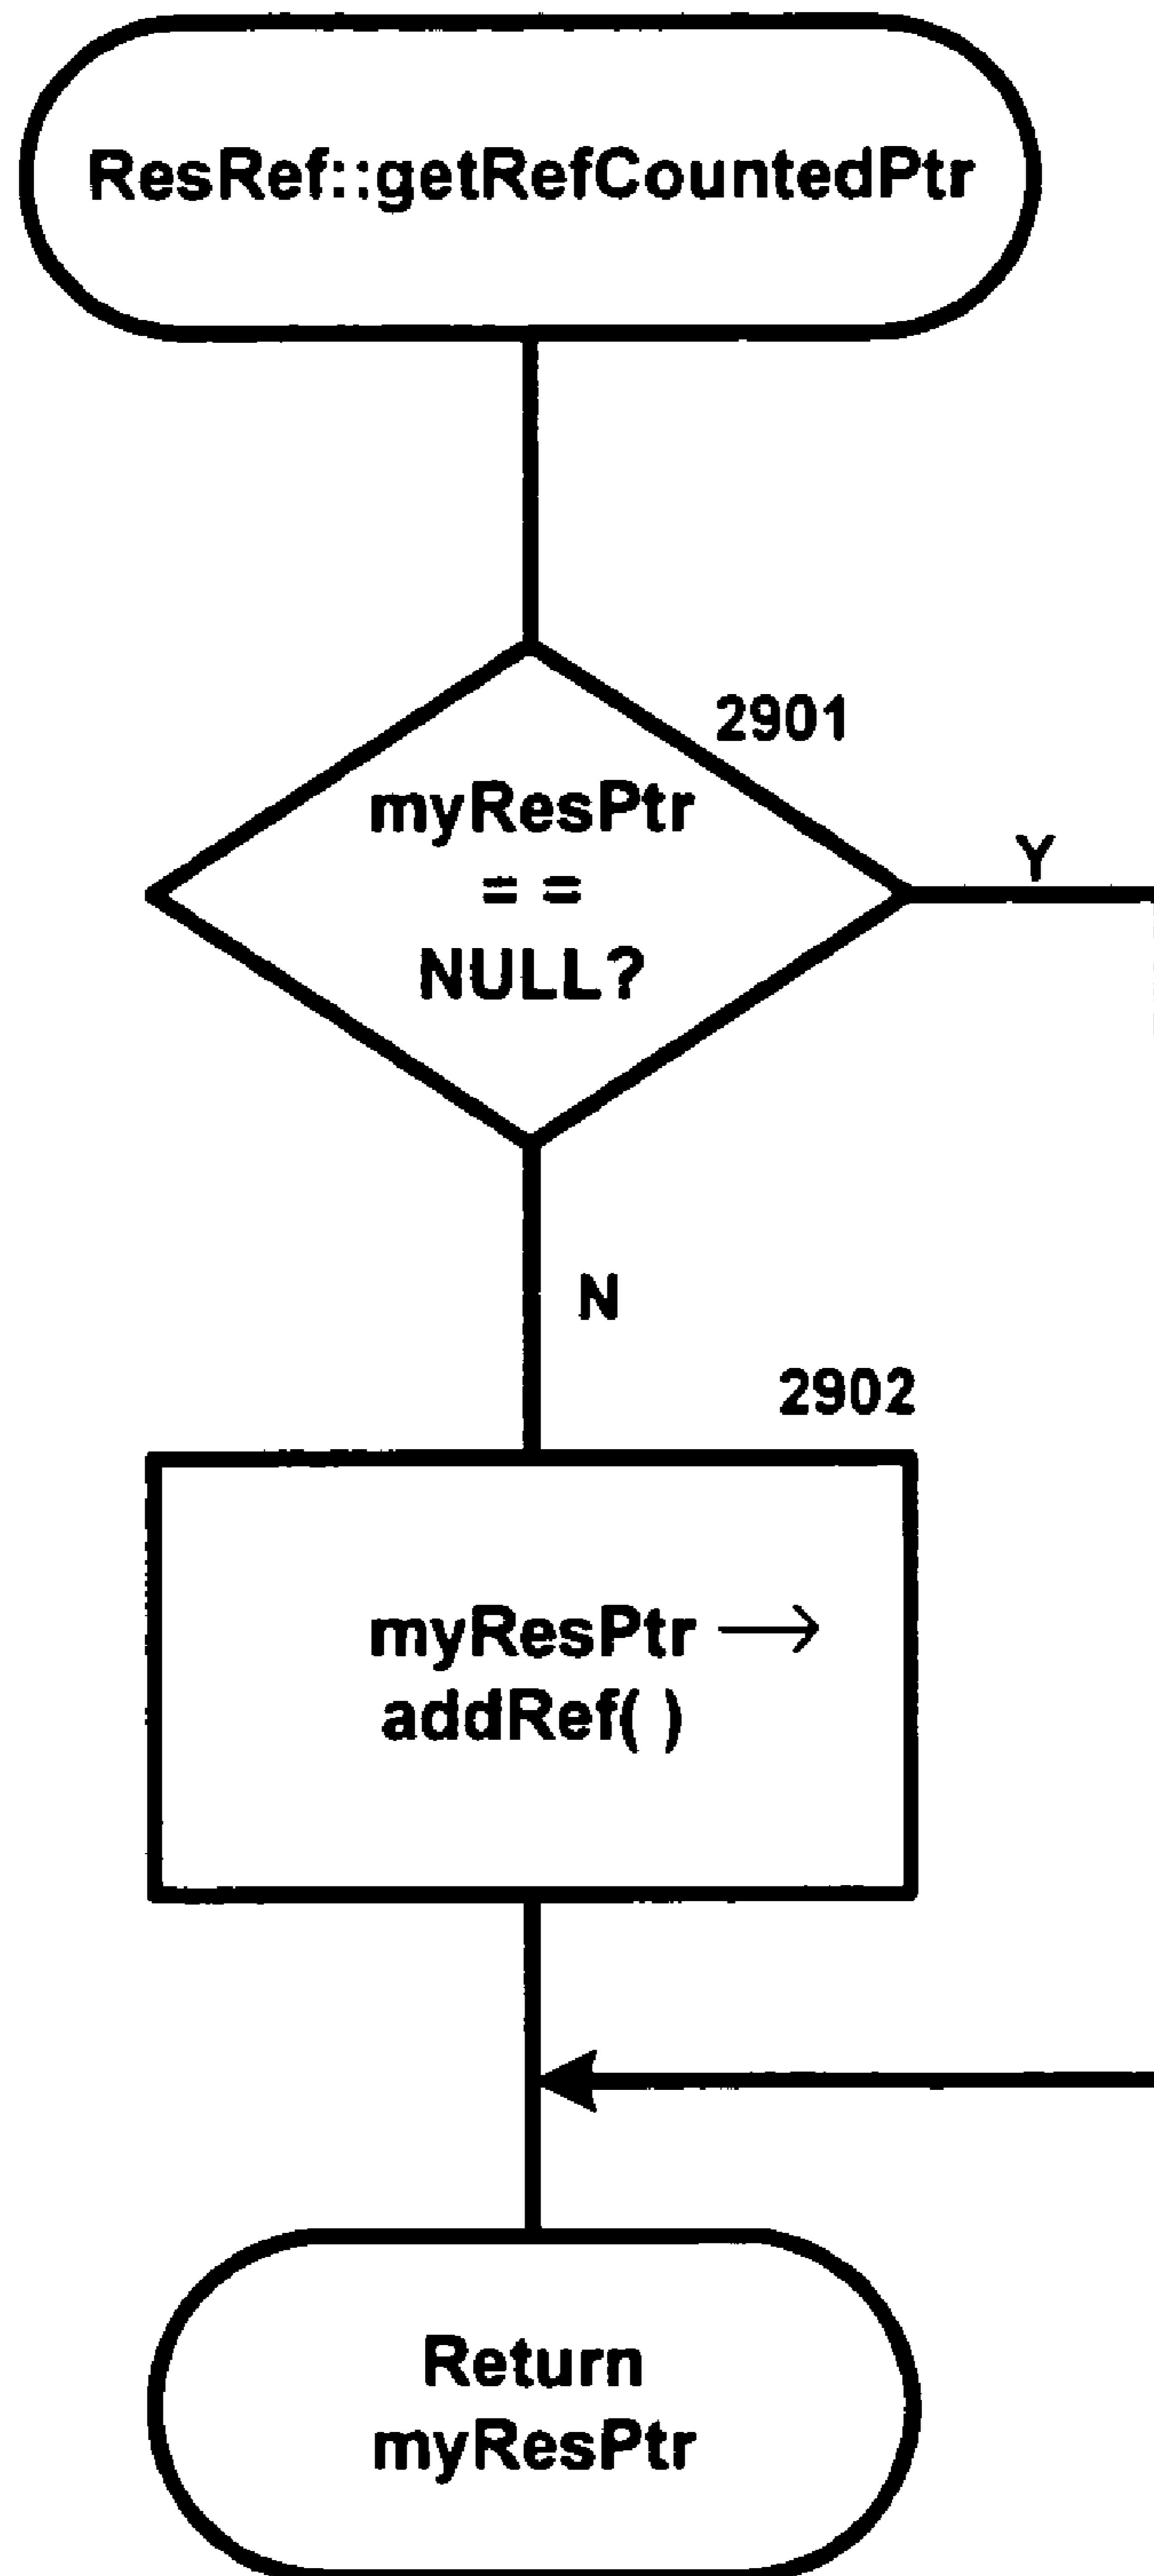 ResRef::getRefCountedPtr
2901
myResPtr
= =
NULL?
Y
N
2902
myResPtr →
addRef( )
Return
myResPtr